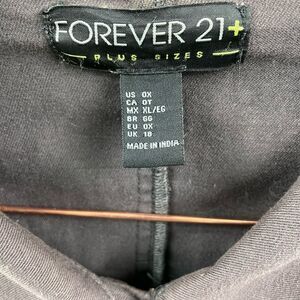 FOREVER 21+
PLUS SIZES
US 0X
CA 0T
MX XL/EG
BR GG
EU 0X
UK 18
MADE IN INDIA